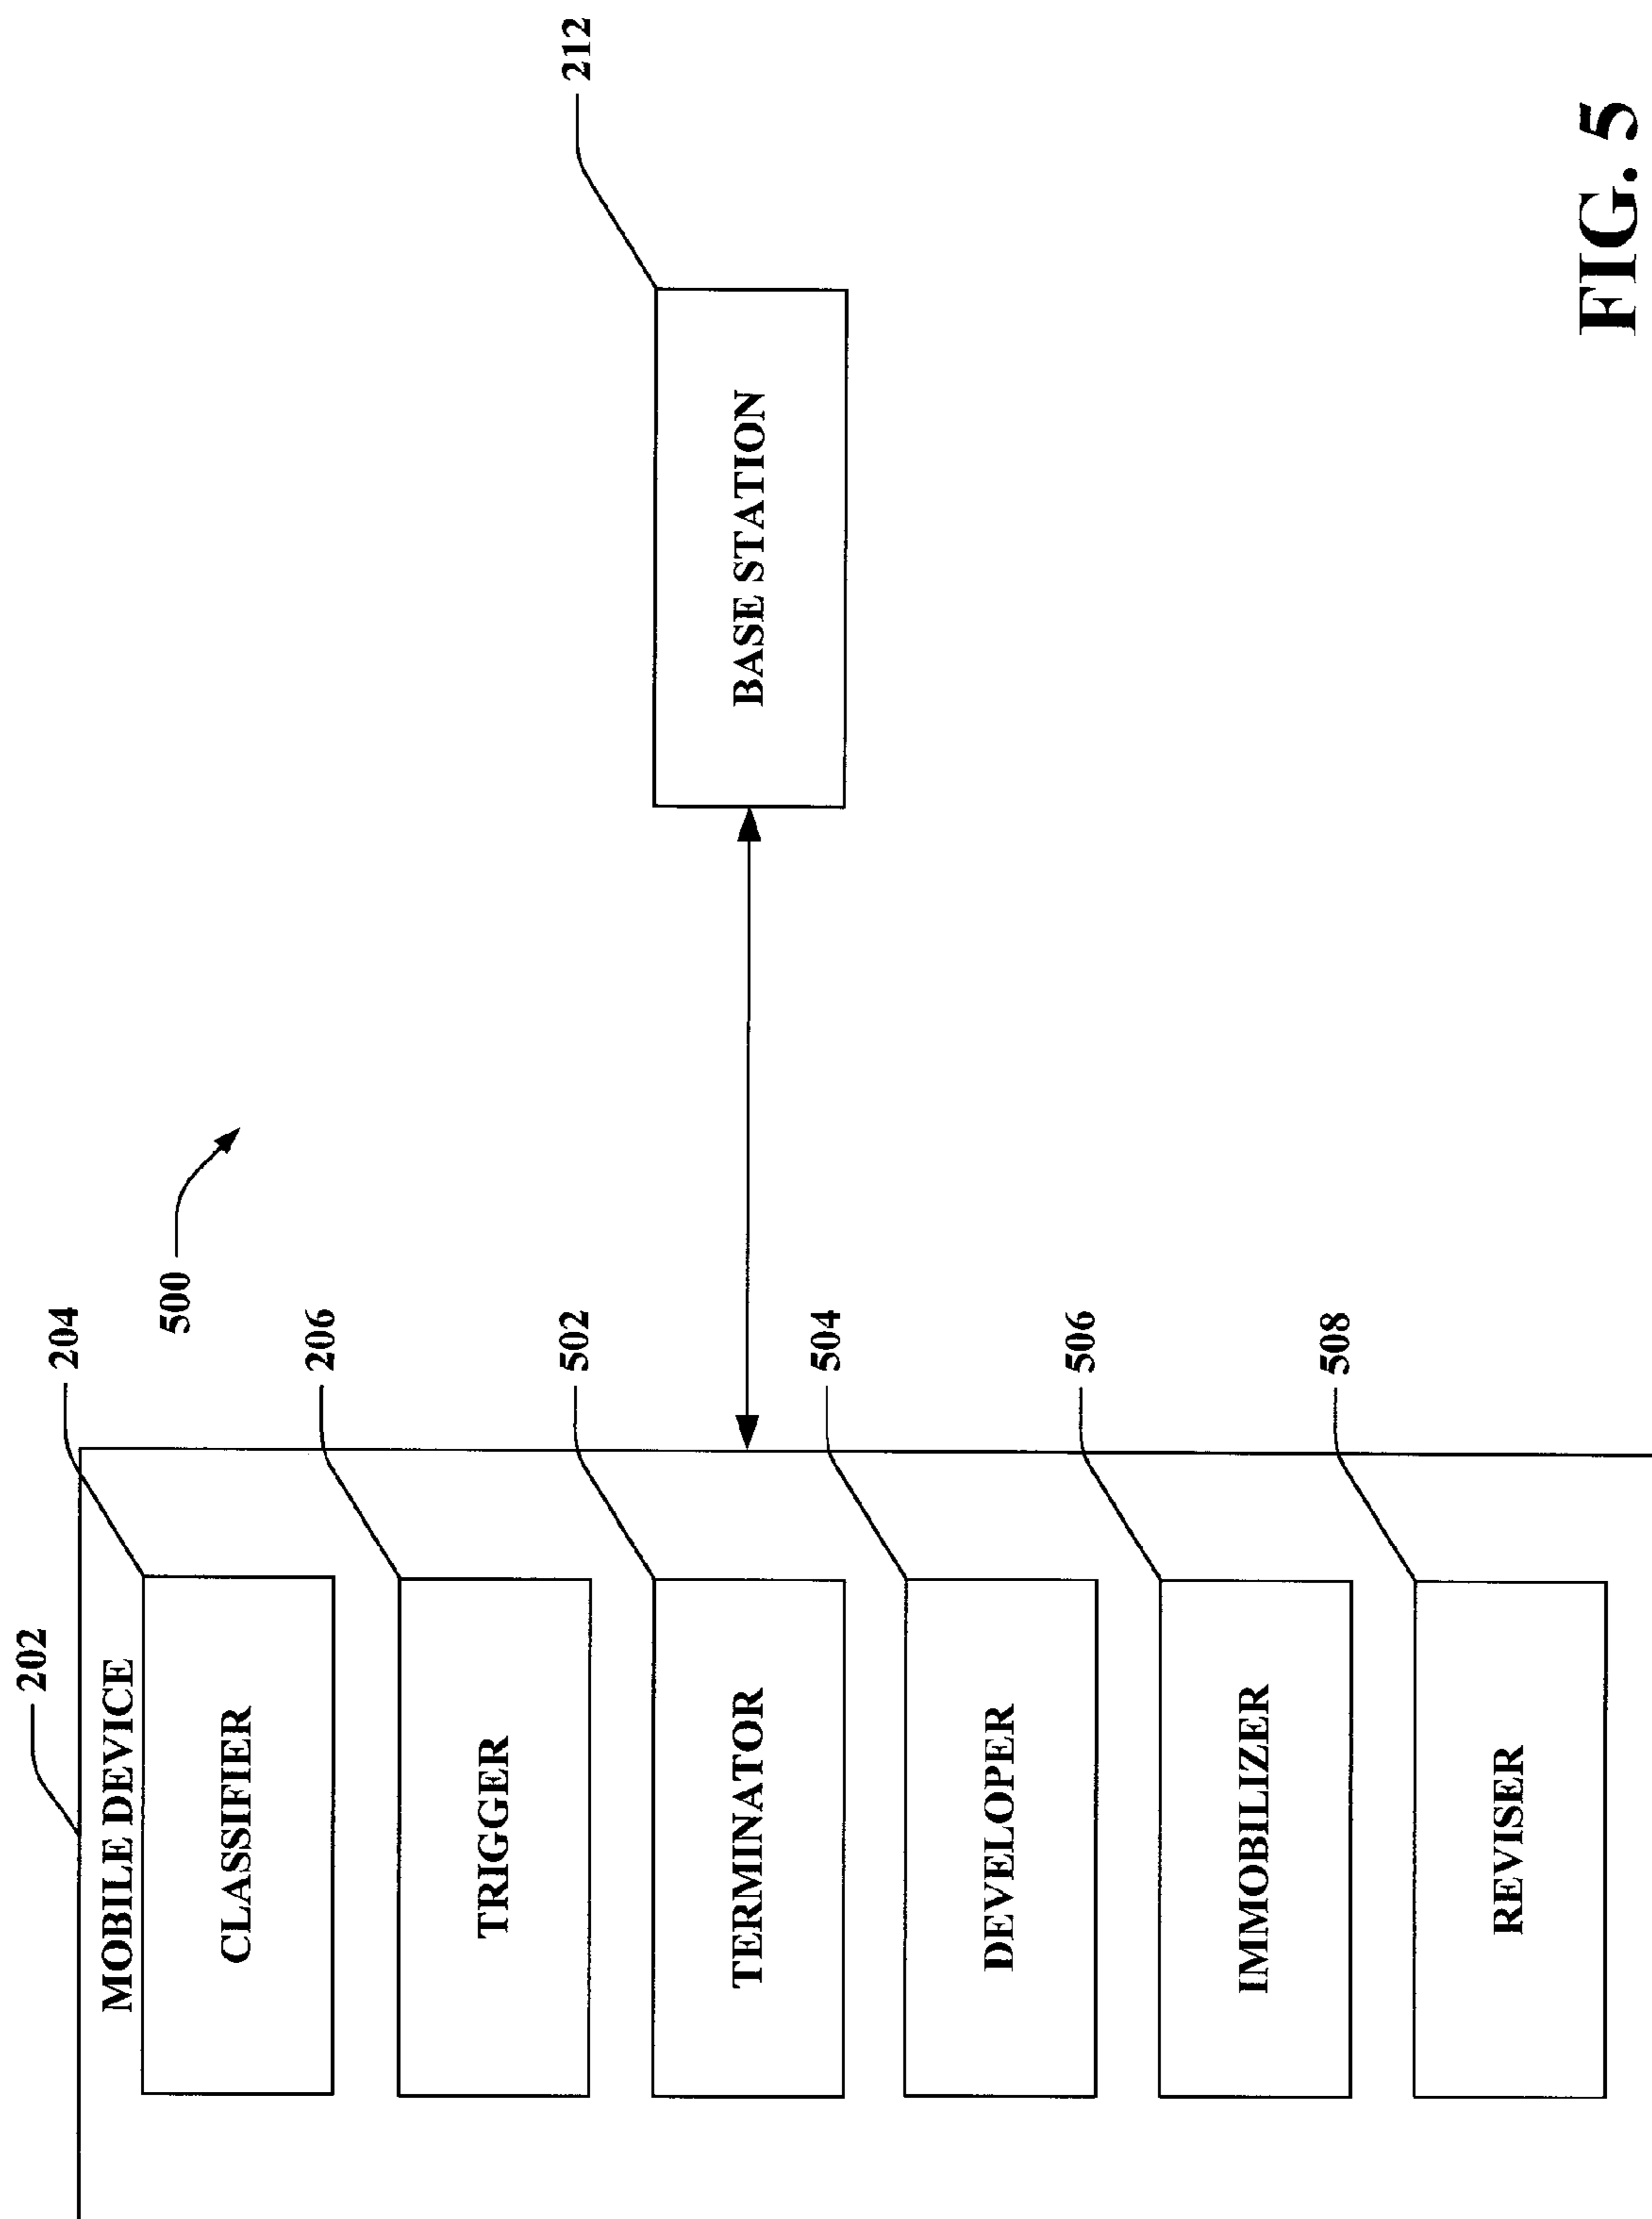 202
204
MOBILE DEVICE
500
CLASSIFIER
206
TRIGGER
502
212
TERMINATOR
BASE STATION
504
DEVELOPER
506
IMMOBILIZER
508
REVISER
FIG. 5